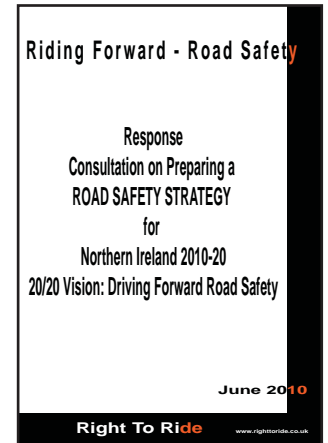 Riding Forward - Road Safety
Response
Consultation on Preparing a
ROAD SAFETY STRATEGY
for
Northern Ireland 2010-20
20/20 Vision: Driving Forward Road Safety
June 2010
Right To Ride www.righttoride.co.uk